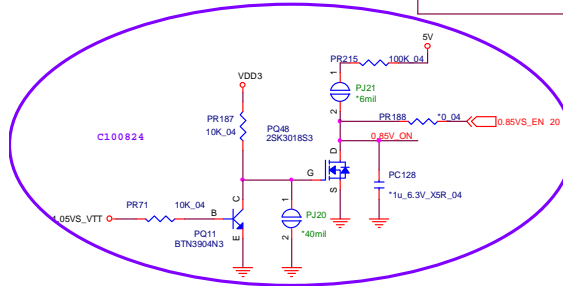 5V
PR215 100K_04
1
PJ21
*6mil
2
VDD3
PR187
10K_04
PQ48
2SK3018S3
PR188 *0_04
0.85VS_EN 20
0.85V_ON
C100824
D
G
S
PC128
*1u_6.3V_X5R_04
PR71 10K_04
C
1
PJ20
*40mil
2
1.05VS_VTT
B
PQ11
BTN3904N3
E